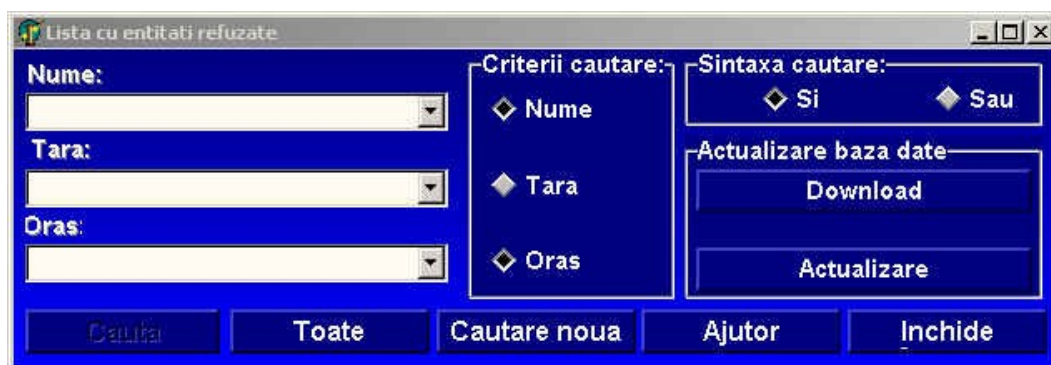 Lista cu entitati refuzate
Nume:
Tara:
Oras:
Criterii cautare:
Nume
Tara
Oras
Sintaxa cautare:
Si
Sau
Actualizare baza date
Download
Actualizare
Cauta
Toate
Cautare noua
Ajutor
Inchide